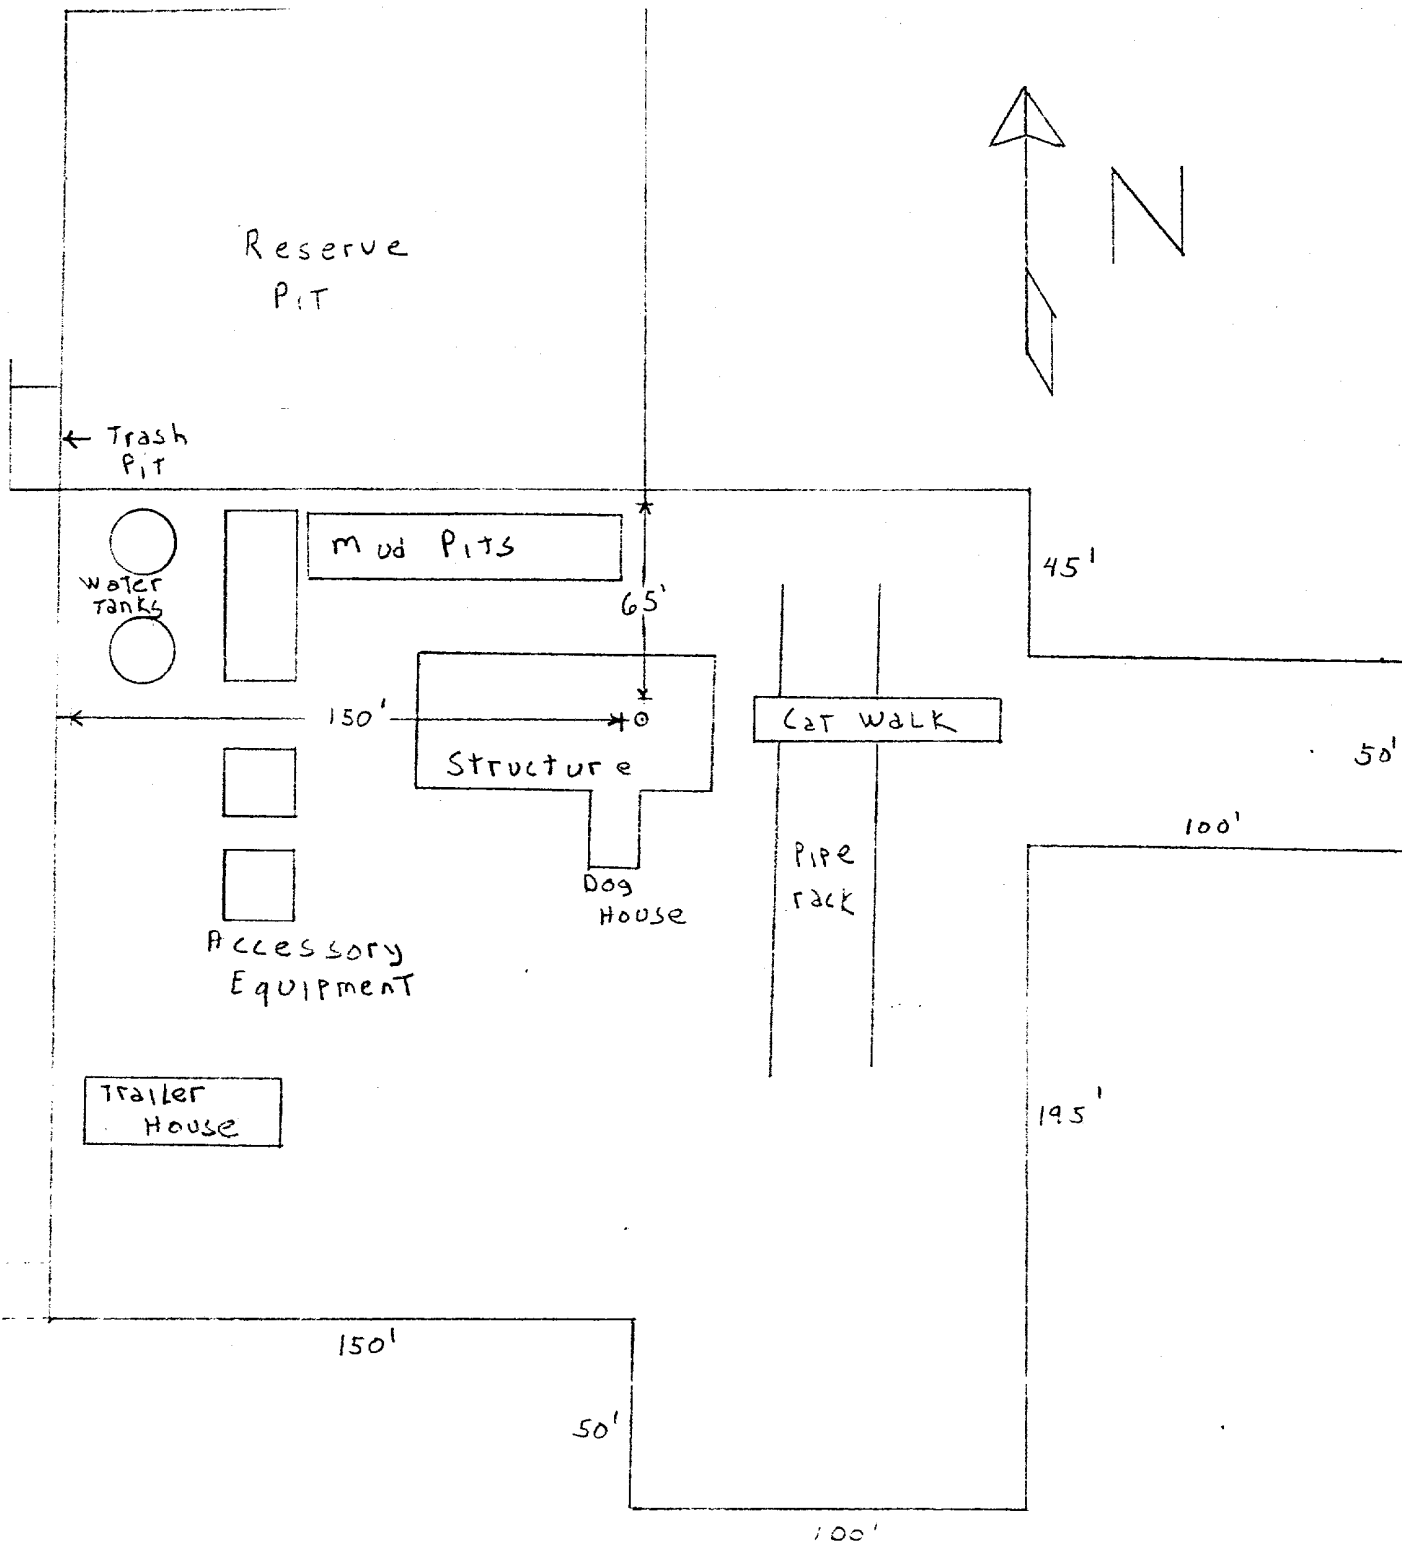 N
Reserve
Pit
← Trash
Pit
Mud Pits
Water
Tanks
45'
65'
150'
Cat Walk
50'
Structure
100'
Pipe
rack
Dog
House
Accessory
Equipment
Trailer
House
195'
150'
50'
100'